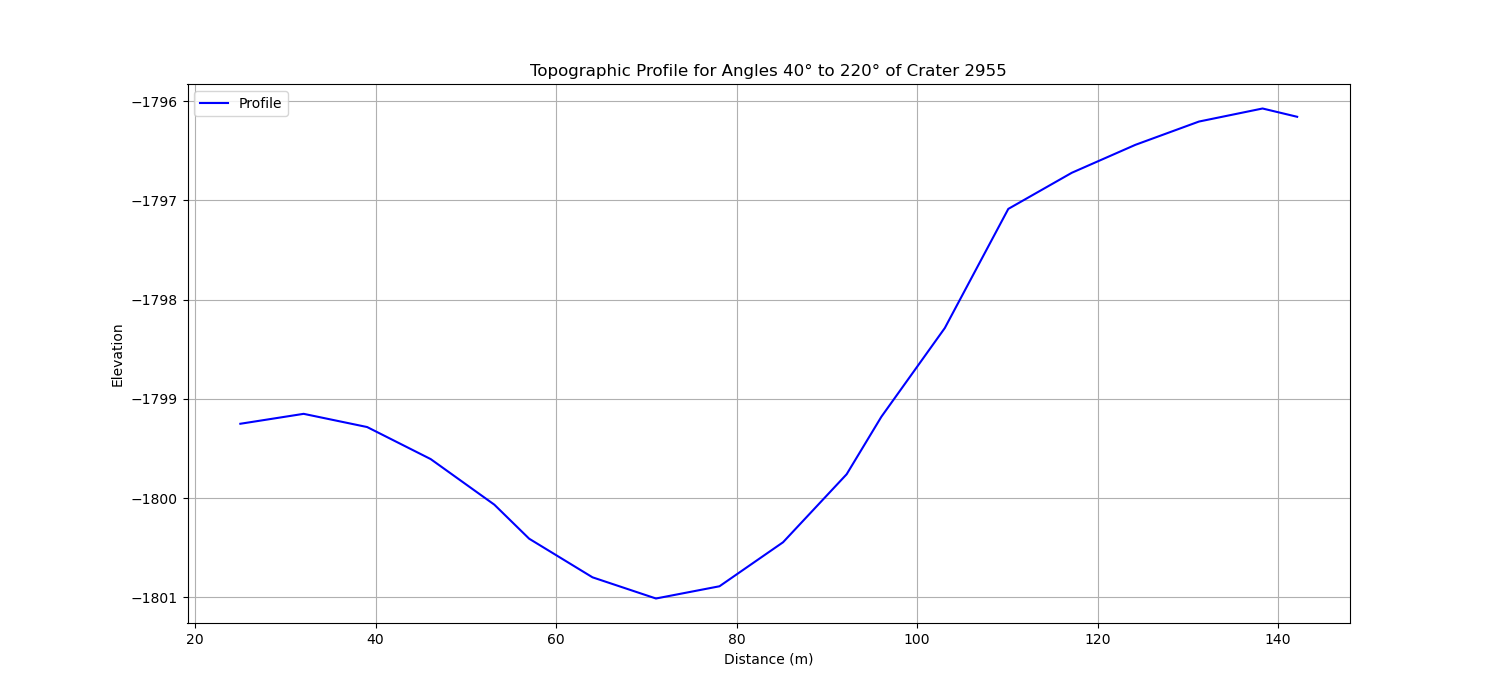 Topographic Profile for Angles 40° to 220° of Crater 2955
Profile
−1796
−1797
−1798
−1799
−1800
−1801
Elevation
20 40 60 80 100 120 140
Distance (m)